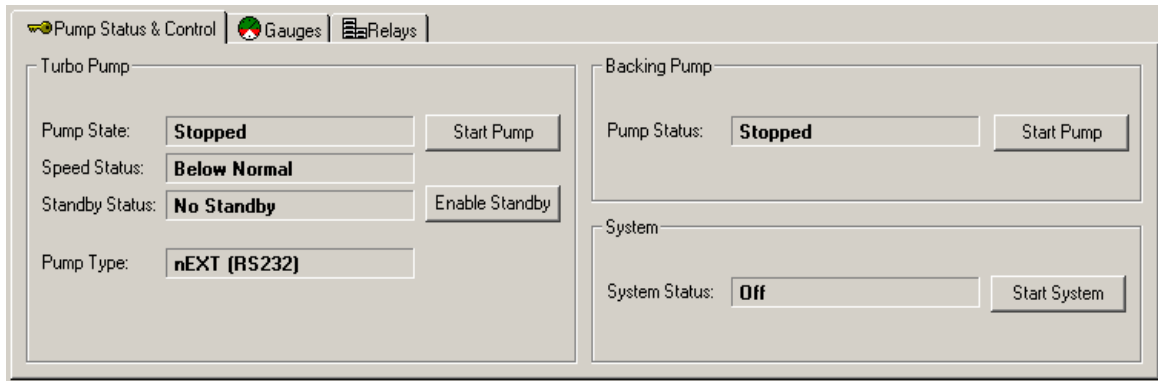 Pump Status & Control Gauges Relays
Turbo Pump
Pump State: Stopped Start Pump
Speed Status: Below Normal
Standby Status: No Standby Enable Standby
Pump Type: nEXT (RS232)
Backing Pump
Pump Status: Stopped Start Pump
System
System Status: Off Start System